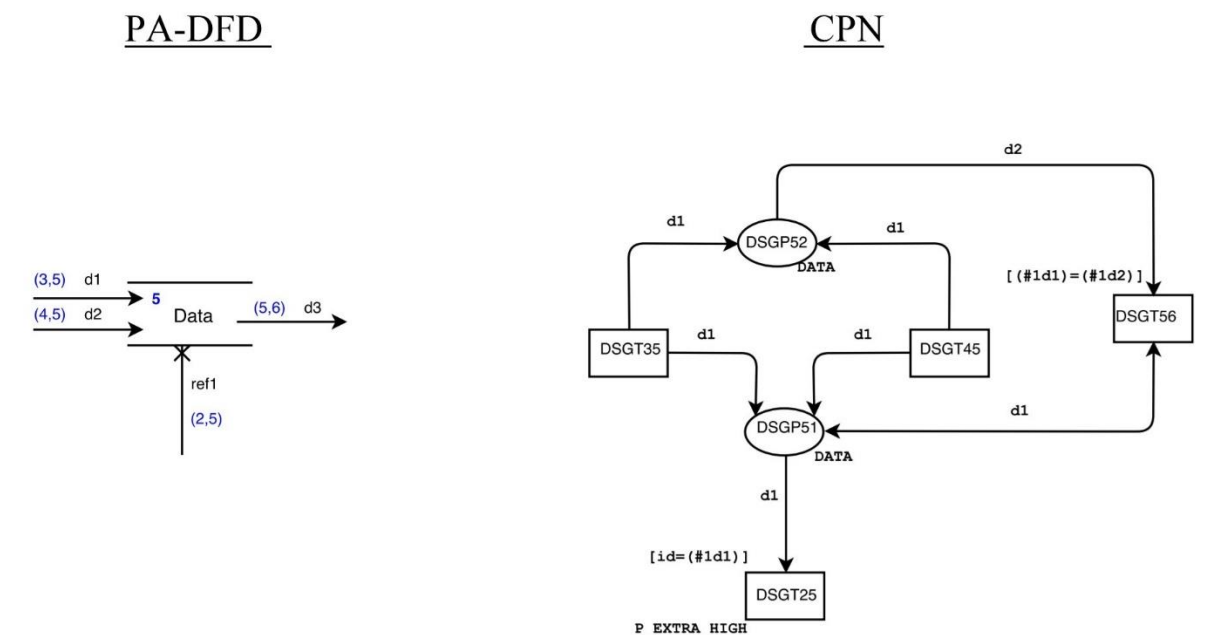 PA-DFD
CPN
(3,5) d1
5
(4,5) d2
Data
(5,6) d3
ref1
(2,5)
d2
d1
d1
DSGP52
DATA
[(#1d1)=(#1d2)]
DSGT56
DSGT35
d1
d1
DSGT45
d1
DSGP51
DATA
d1
[id=(#1d1)]
DSGT25
P EXTRA HIGH